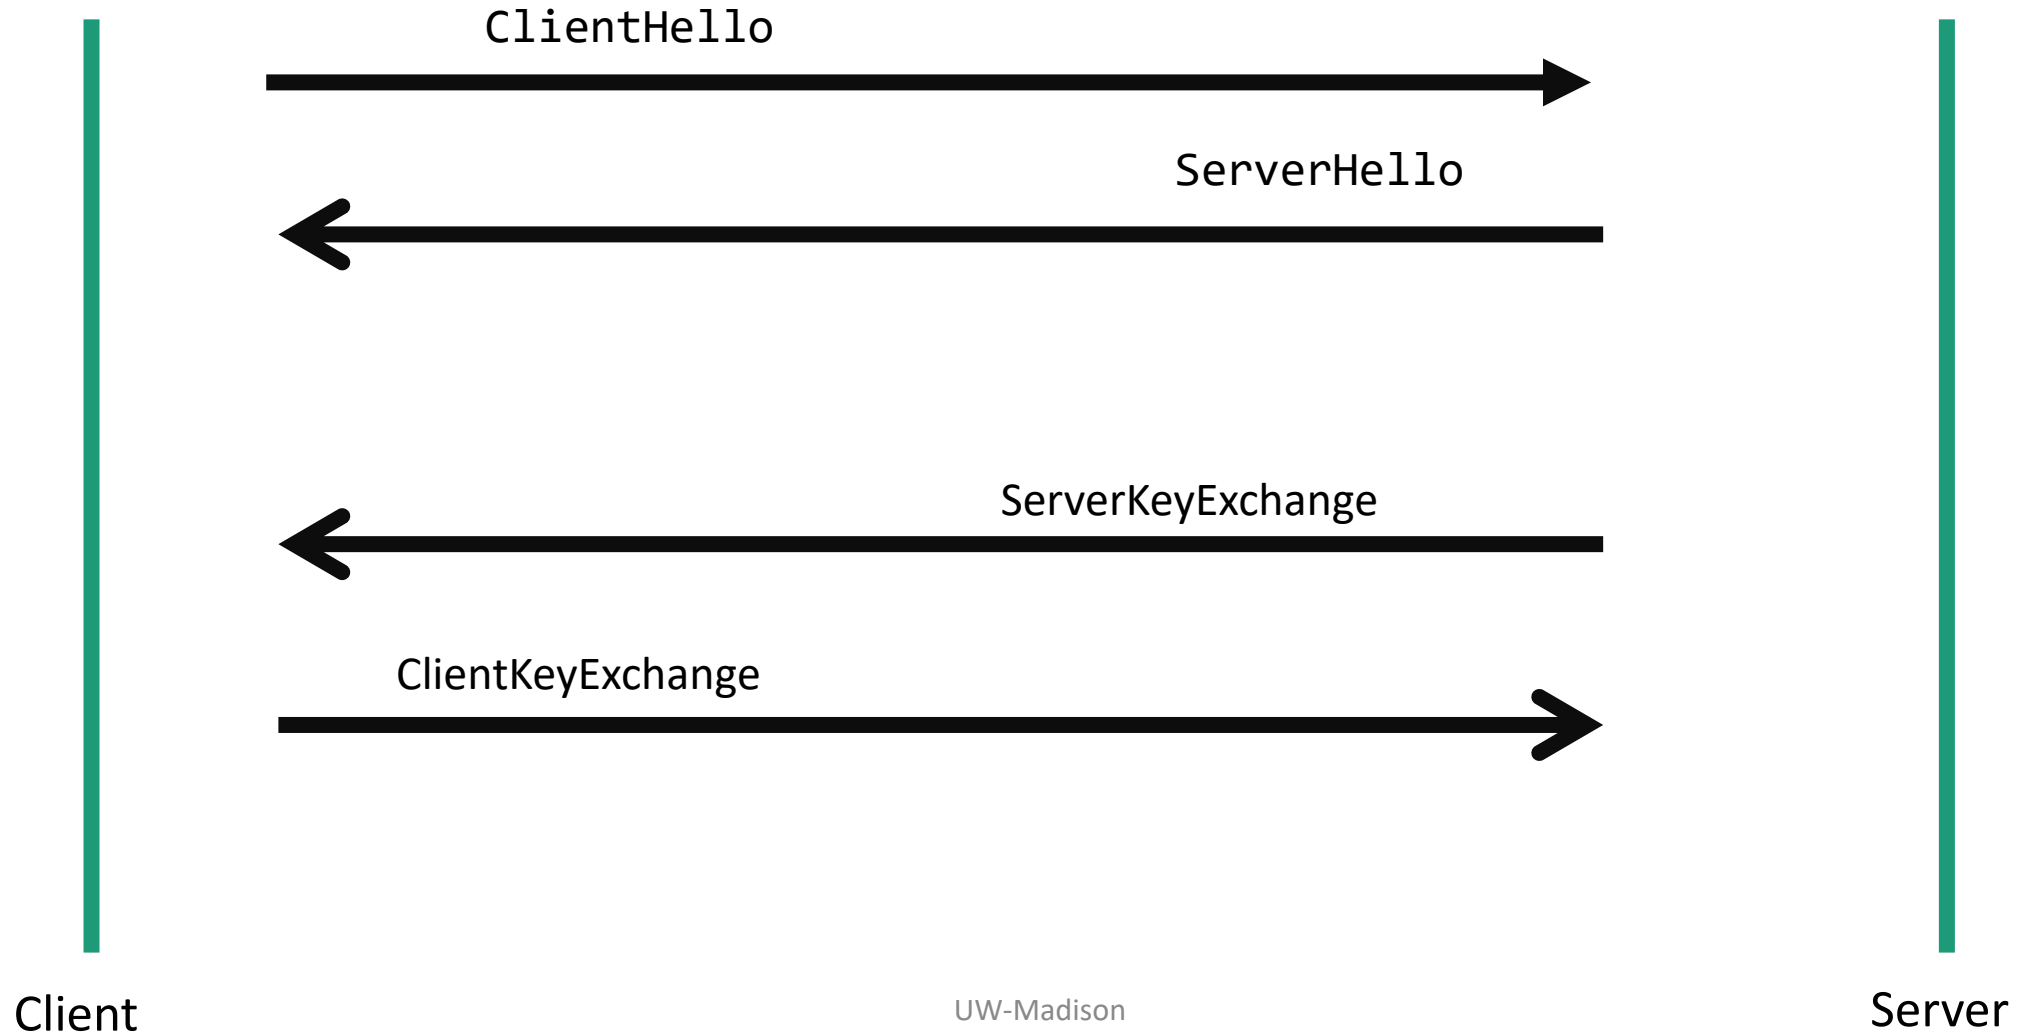 ClientHello
ServerHello
ServerKeyExchange
ClientKeyExchange
Client
UW-Madison
Server